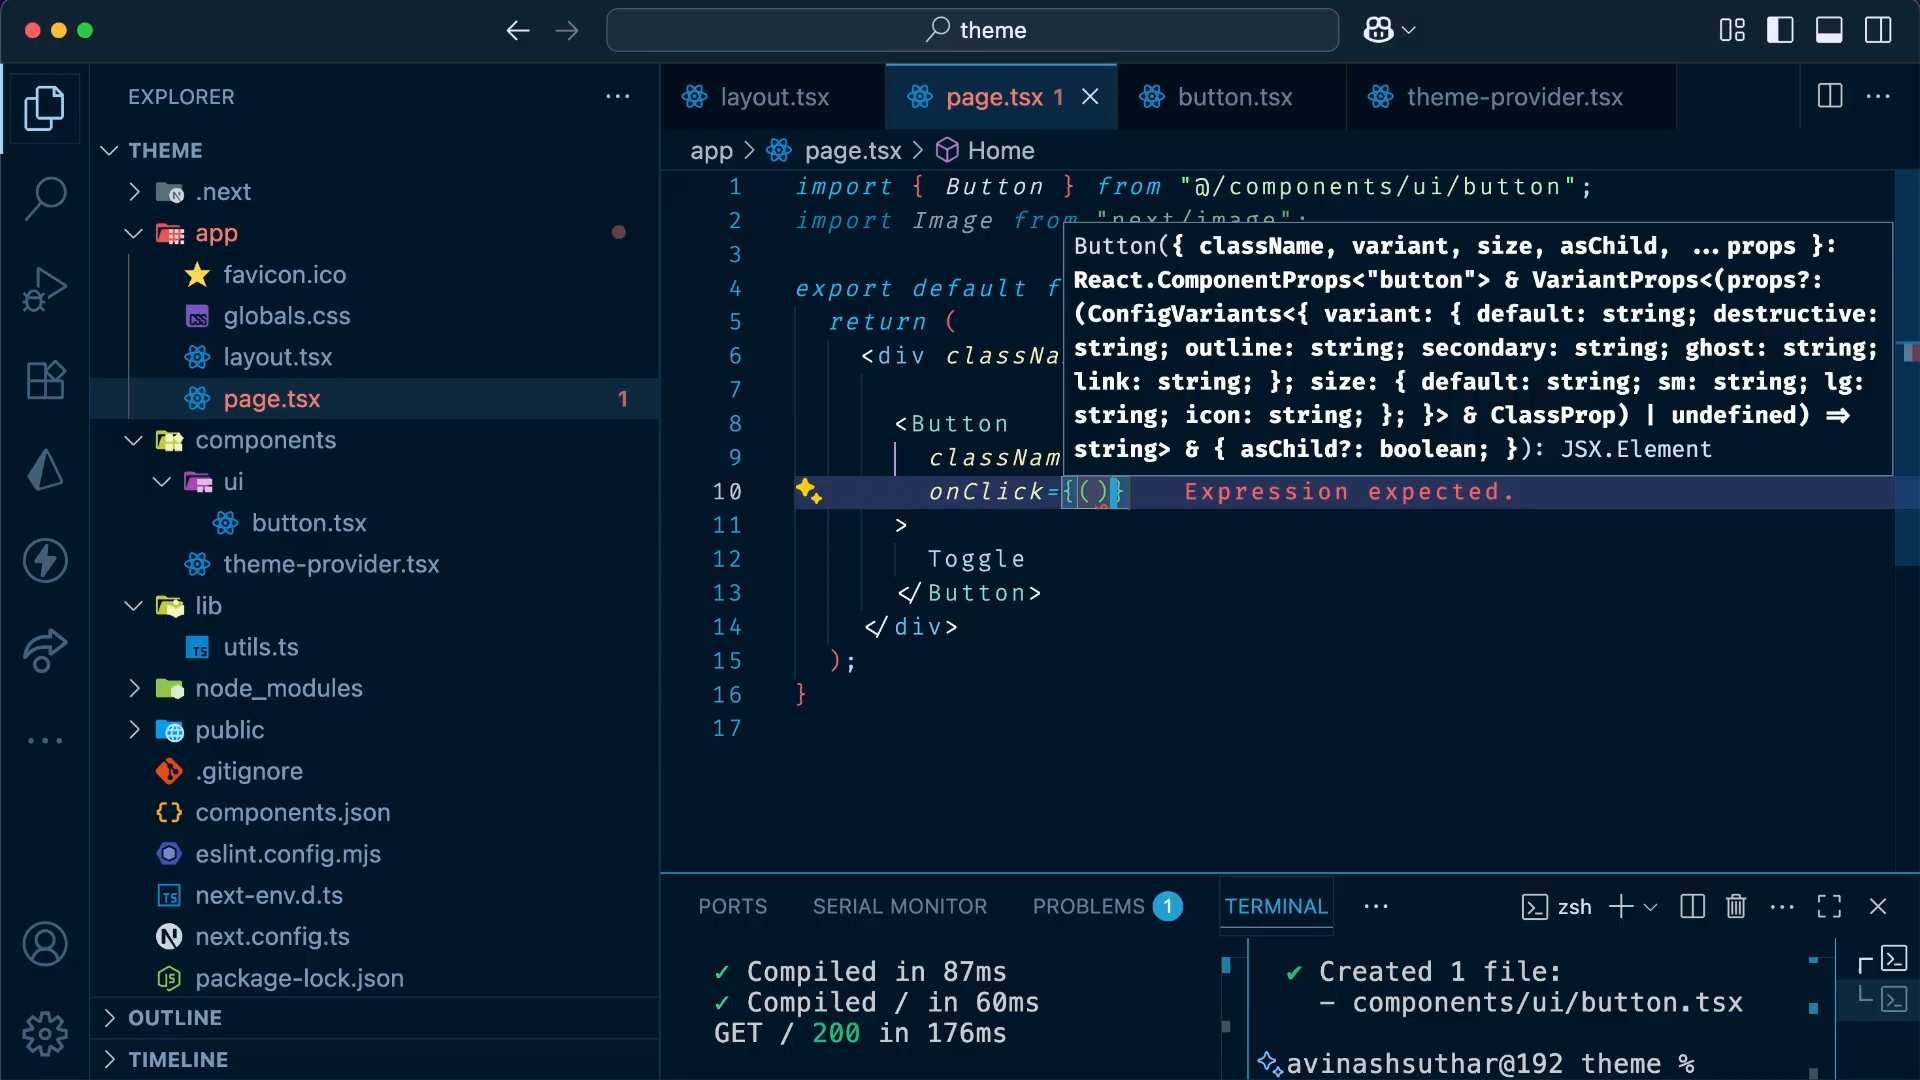 theme
EXPLORER
THEME
.next
app
favicon.ico
globals.css
layout.tsx
page.tsx 1
components
ui
button.tsx
theme-provider.tsx
lib
utils.ts
node_modules
public
.gitignore
components.json
eslint.config.mjs
next-env.d.ts
next.config.ts
package-lock.json
OUTLINE
TIMELINE
layout.tsx
page.tsx 1
button.tsx
theme-provider.tsx
app > page.tsx > Home
1 import { Button } from "@/components/ui/button";
2 import Image from "next/image";
3
4 export default f
5 return (
6 <div classNa
7
8 <Button
9 classNam
10 onClick={()} Expression expected.
11 >
12 Toggle
13 </Button>
14 </div>
15 );
16 }
17
Button({ className, variant, size, asChild, ...props }:
React.ComponentProps<"button"> & VariantProps<(props?:
(ConfigVariants<{ variant: { default: string; destructive:
string; outline: string; secondary: string; ghost: string;
link: string; }; size: { default: string; sm: string; lg:
string; icon: string; }; }> & ClassProp) | undefined) =>
string> & { asChild?: boolean; }): JSX.Element
PORTS
SERIAL MONITOR
PROBLEMS 1
TERMINAL
zsh
✓ Compiled in 87ms
✓ Compiled / in 60ms
GET / 200 in 176ms
✔ Created 1 file:
- components/ui/button.tsx
avinashsuthar@192 theme %